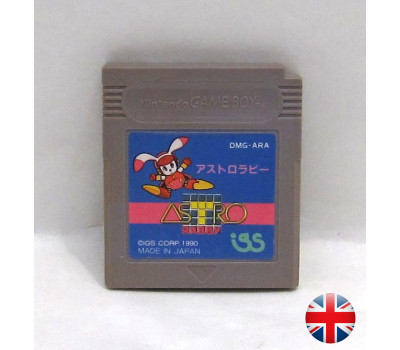 Nintendo GAME BOY
DMG-ARA
アストロラビー
ASTRO
RABBY
igs
©IGS CORP. 1990
MADE IN JAPAN